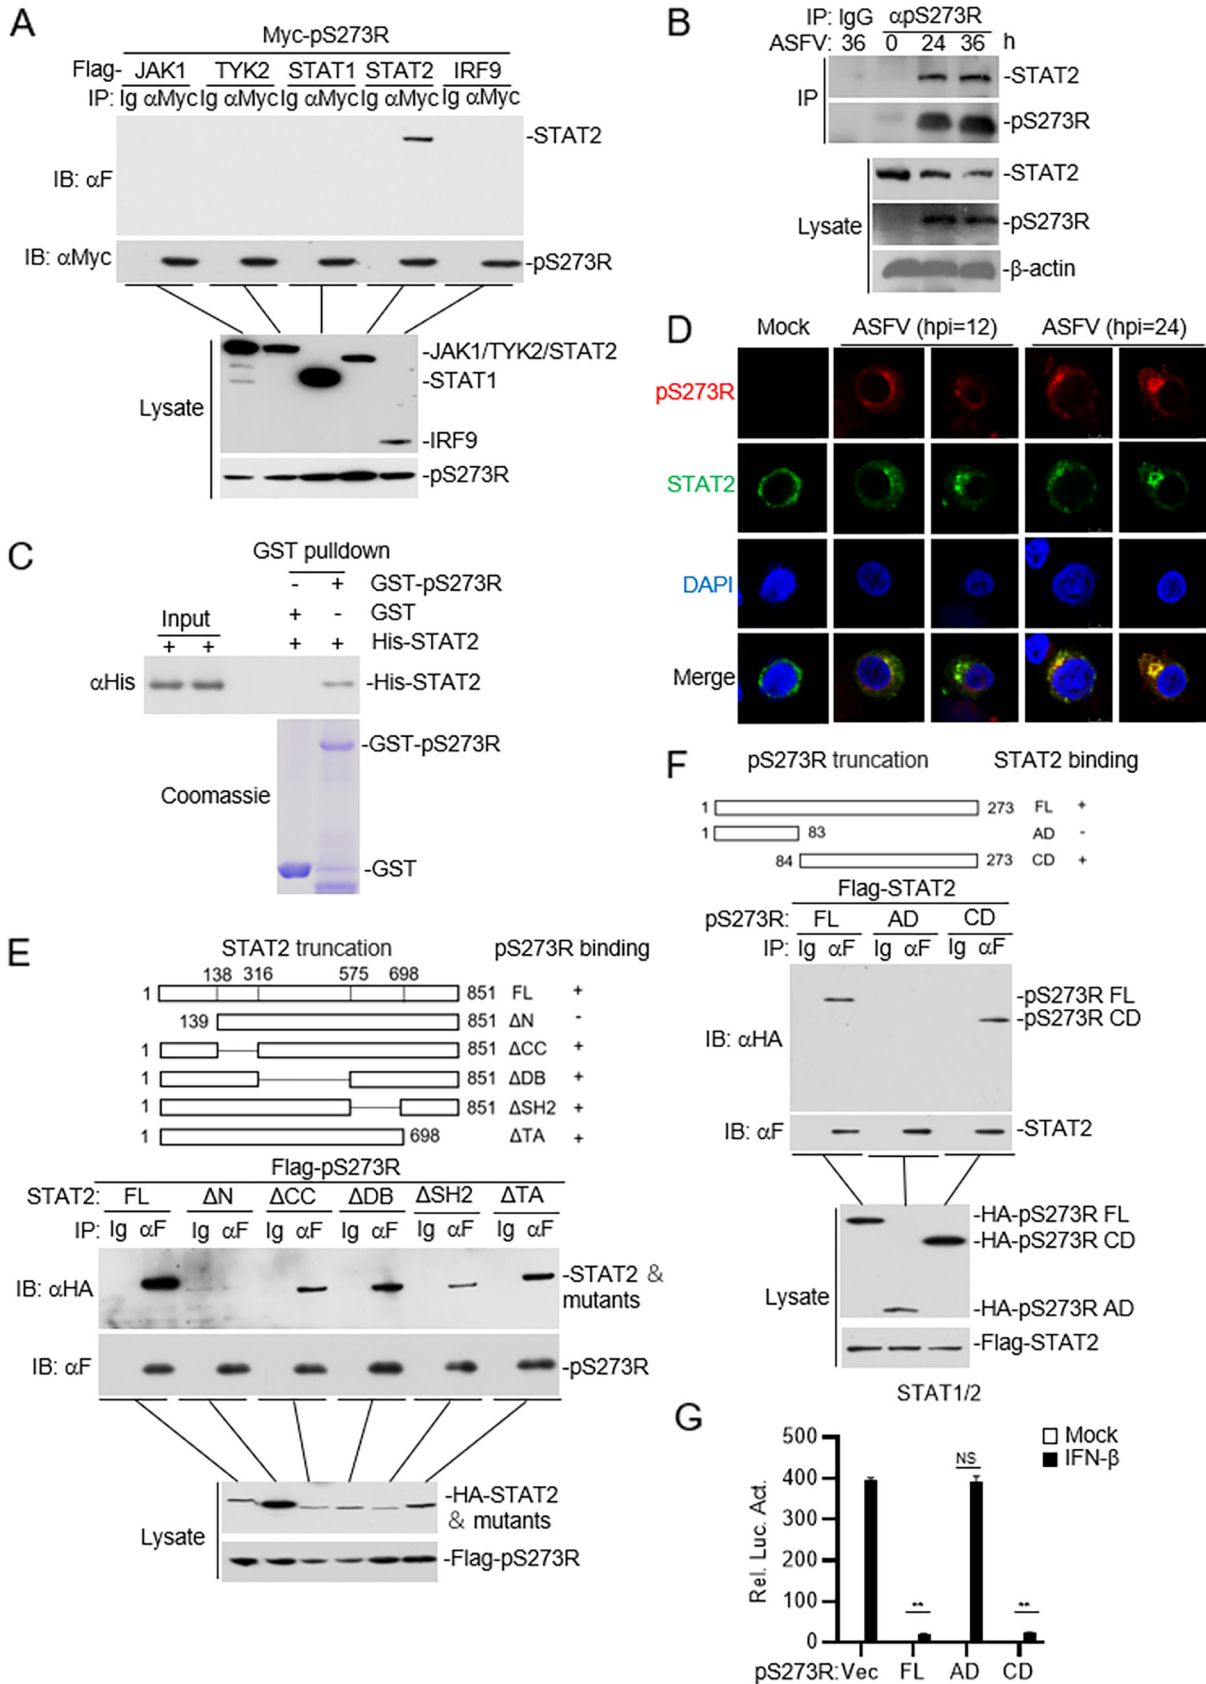 A
Myc-pS273R
Flag- JAK1 TYK2 STAT1 STAT2 IRF9
IP: Ig αMyc Ig αMyc Ig αMyc Ig αMyc Ig αMyc
-STAT2
IB: αF
IB: αMyc
-pS273R
-JAK1/TYK2/STAT2
-STAT1
Lysate
-IRF9
-pS273R
B
IP: IgG αpS273R
ASFV: 36 0 24 36 h
-STAT2
IP
-pS273R
-STAT2
Lysate
-pS273R
-β-actin
C
GST pulldown
- + GST-pS273R
+ - GST
Input
+ + + + His-STAT2
αHis
-His-STAT2
-GST-pS273R
Coomassie
-GST
D
Mock ASFV (hpi=12) ASFV (hpi=24)
pS273R
STAT2
DAPI
Merge
E
STAT2 truncation pS273R binding
138 316 575 698
1 851 FL +
139 851 ΔN -
1 851 ΔCC +
1 851 ΔDB +
1 851 ΔSH2 +
1 698 ΔTA +
Flag-pS273R
STAT2: FL ΔN ΔCC ΔDB ΔSH2 ΔTA
IP: Ig αF Ig αF Ig αF Ig αF Ig αF Ig αF
IB: αHA
-STAT2 &
mutants
IB: αF
-pS273R
-HA-STAT2
& mutants
Lysate
-Flag-pS273R
F
pS273R truncation STAT2 binding
1 273 FL +
1 83 AD -
84 273 CD +
Flag-STAT2
pS273R: FL AD CD
IP: Ig αF Ig αF Ig αF
-pS273R FL
-pS273R CD
IB: αHA
IB: αF
-STAT2
-HA-pS273R FL
-HA-pS273R CD
Lysate
-HA-pS273R AD
-Flag-STAT2
G
STAT1/2
Mock
IFN-β
Rel. Luc. Act.
500
400
300
200
100
0
** NS **
pS273R: Vec FL AD CD